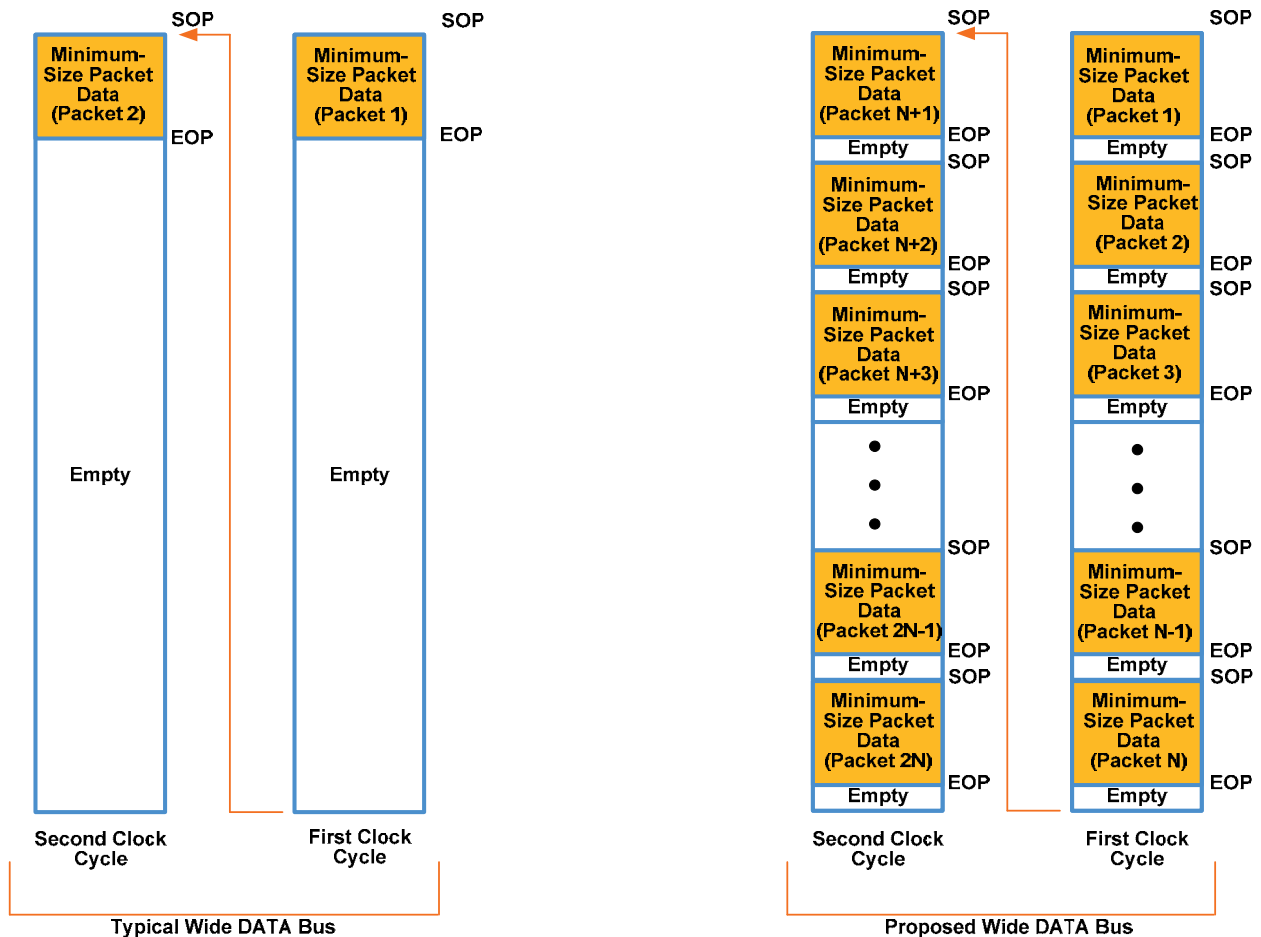 SOP
Minimum-
Size Packet
Data
(Packet 2)
EOP
Empty
Second Clock
Cycle
SOP
Minimum-
Size Packet
Data
(Packet 1)
EOP
Empty
First Clock
Cycle
Typical Wide DATA Bus
SOP
Minimum-
Size Packet
Data
(Packet N+1)
EOP
Empty
SOP
Minimum-
Size Packet
Data
(Packet N+2)
EOP
Empty
SOP
Minimum-
Size Packet
Data
(Packet N+3)
EOP
Empty
SOP
Minimum-
Size Packet
Data
(Packet 2N-1)
EOP
Empty
SOP
Minimum-
Size Packet
Data
(Packet 2N)
EOP
Empty
Second Clock
Cycle
SOP
Minimum-
Size Packet
Data
(Packet 1)
EOP
Empty
SOP
Minimum-
Size Packet
Data
(Packet 2)
EOP
Empty
SOP
Minimum-
Size Packet
Data
(Packet 3)
EOP
Empty
SOP
Minimum-
Size Packet
Data
(Packet N-1)
EOP
Empty
SOP
Minimum-
Size Packet
Data
(Packet N)
EOP
Empty
First Clock
Cycle
Proposed Wide DATA Bus